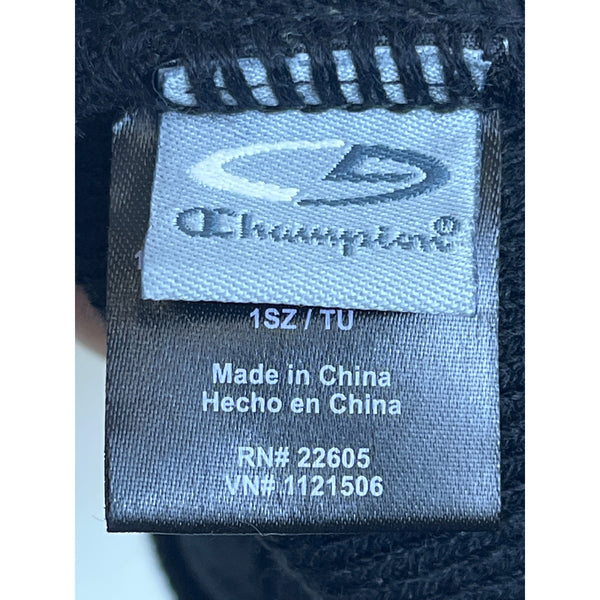 Champion®
1SZ / TU
Made in China
Hecho en China
RN# 22605
VN# 1121506